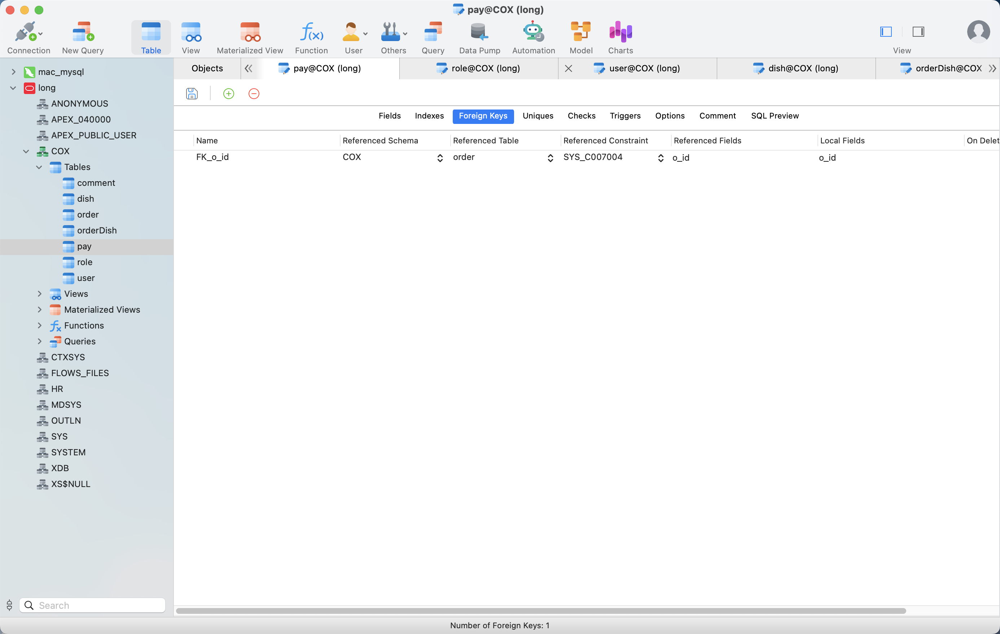 pay@COX (long)
Connection
New Query
Table
View
Materialized View
Function
User
Others
Query
Data Pump
Automation
Model
Charts
View
mac_mysql
long
ANONYMOUS
APEX_040000
APEX_PUBLIC_USER
COX
Tables
comment
dish
order
orderDish
pay
role
user
Views
Materialized Views
Functions
Queries
CTXSYS
FLOWS_FILES
HR
MDSYS
OUTLN
SYS
SYSTEM
XDB
XS$NULL
Search
Objects
pay@COX (long)
role@COX (long)
user@COX (long)
dish@COX (long)
orderDish@COX
Fields
Indexes
Foreign Keys
Uniques
Checks
Triggers
Options
Comment
SQL Preview
Name Referenced Schema Referenced Table Referenced Constraint Referenced Fields Local Fields On Delet
FK_o_id COX order SYS_C007004 o_id o_id
Number of Foreign Keys: 1